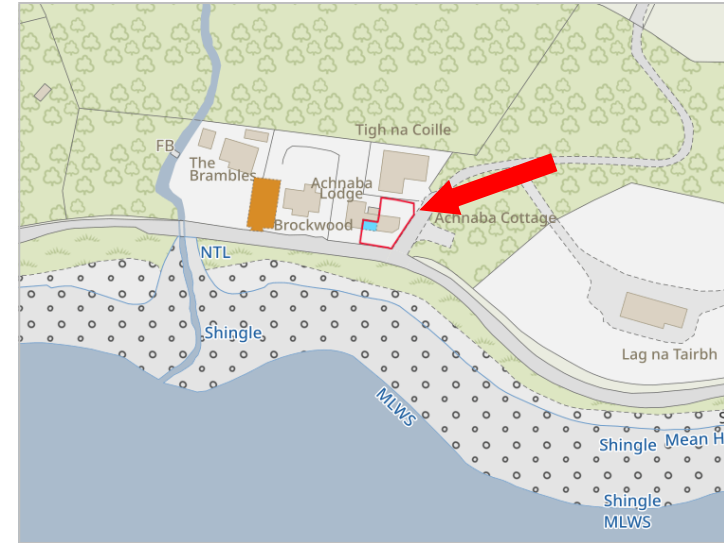 Tigh na Coille
FB
The
Brambles
Achnaba
Lodge
Brockwood
Achnaba Cottage
NTL
Shingle
Lag na Tairbh
MLWS
Shingle
Mean H
Shingle
MLWS